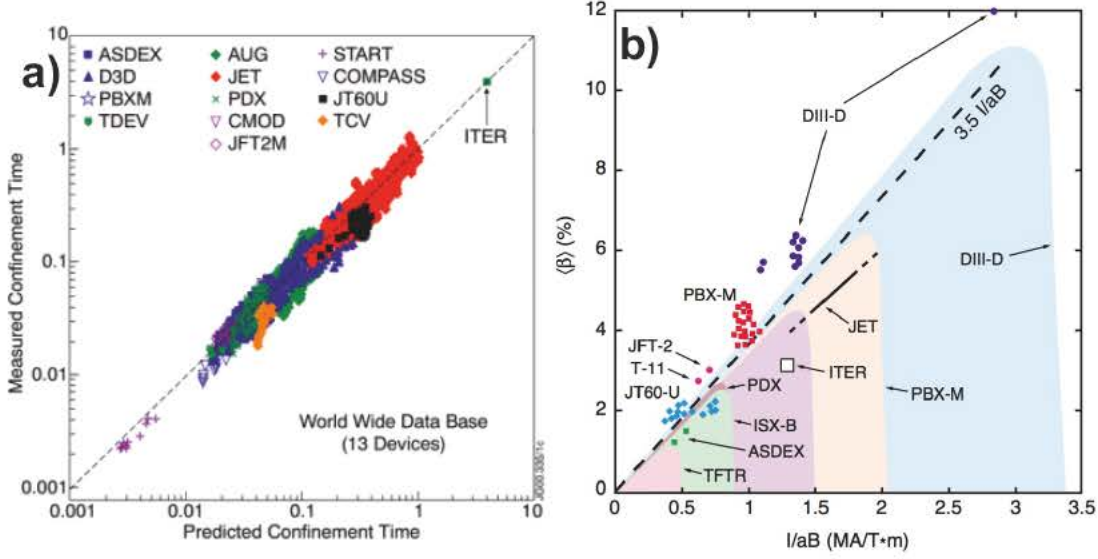 a)
10
1
0.1
0.01
0.001
0.001
0.01
0.1
1
10
Measured Confinement Time
Predicted Confinement Time
ASDEX
D3D
PBXM
TDEV
AUG
JET
PDX
CMOD
JFT2M
START
COMPASS
JT60U
TCV
ITER
World Wide Data Base
(13 Devices)
b)
12
10
8
6
4
2
0
0
0.5
1
1.5
2
2.5
3
3.5
⟨β⟩ (%)
I/aB (MA/T*m)
DIII-D
3.5 I/aB
DIII-D
PBX-M
JET
JFT-2
T-11
ITER
JT60-U
PDX
PBX-M
ISX-B
ASDEX
TFTR